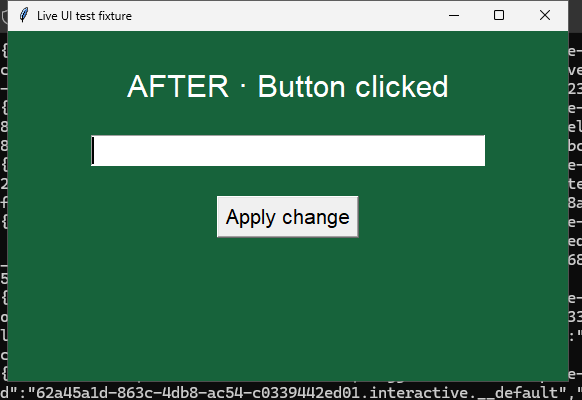 Live UI test fixture
AFTER · Button clicked
Apply change
d":"62a45a1d-863c-4db8-ac54-c0339442ed01.interactive.__default","